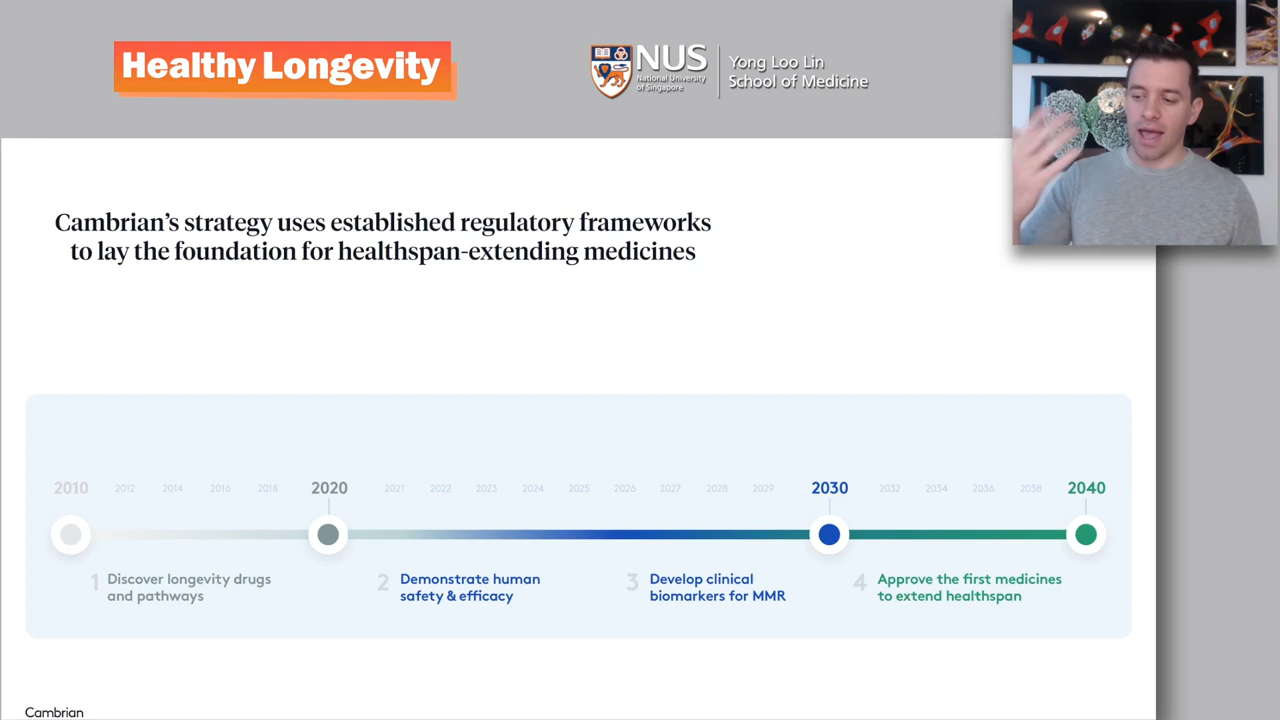 Healthy Longevity
NUS
National University
of Singapore
Yong Loo Lin
School of Medicine
Cambrian's strategy uses established regulatory frameworks
to lay the foundation for healthspan-extending medicines
2010 2012 2014 2016 2018 2020 2021 2022 2023 2024 2025 2026 2027 2028 2029 2030 2032 2034 2036 2038 2040
1 Discover longevity drugs
and pathways
2 Demonstrate human
safety & efficacy
3 Develop clinical
biomarkers for MMR
4 Approve the first medicines
to extend healthspan
Cambrian